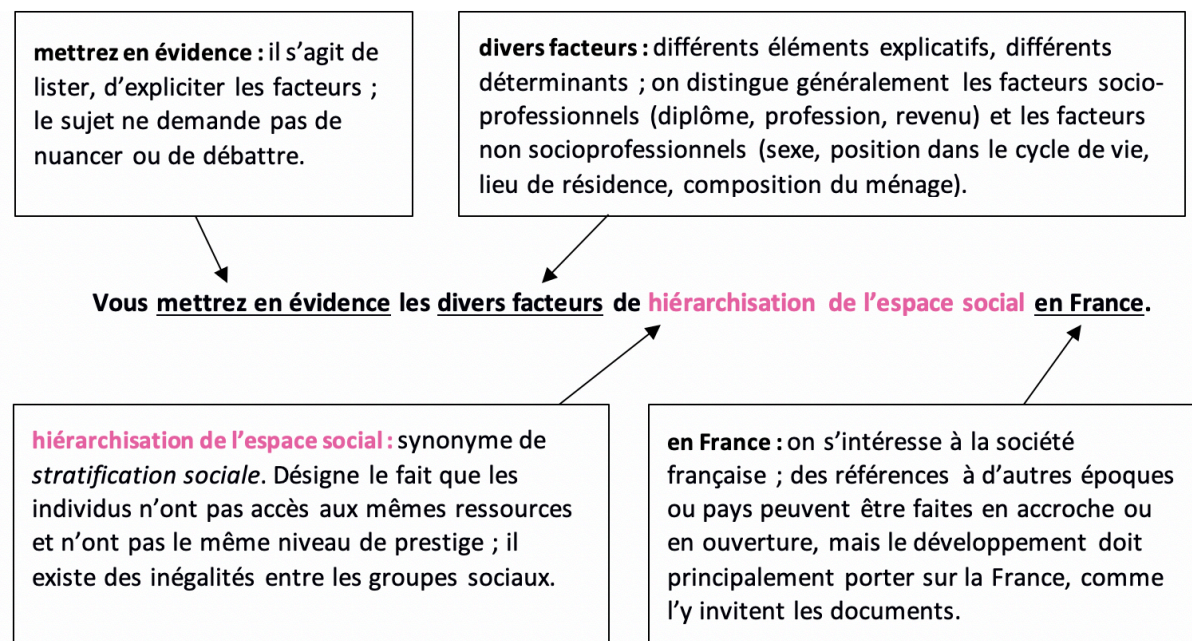 mettrez en évidence : il s’agit de
lister, d’expliciter les facteurs ;
le sujet ne demande pas de
nuancer ou de débattre.
divers facteurs : différents éléments explicatifs, différents
déterminants ; on distingue généralement les facteurs socio-
professionnels (diplôme, profession, revenu) et les facteurs
non socioprofessionnels (sexe, position dans le cycle de vie,
lieu de résidence, composition du ménage).
Vous mettrez en évidence les divers facteurs de hiérarchisation de l’espace social en France.
hiérarchisation de l’espace social : synonyme de
stratification sociale. Désigne le fait que les
individus n’ont pas accès aux mêmes ressources
et n’ont pas le même niveau de prestige ; il
existe des inégalités entre les groupes sociaux.
en France : on s’intéresse à la société
française ; des références à d’autres époques
ou pays peuvent être faites en accroche ou
en ouverture, mais le développement doit
principalement porter sur la France, comme
l’y invitent les documents.